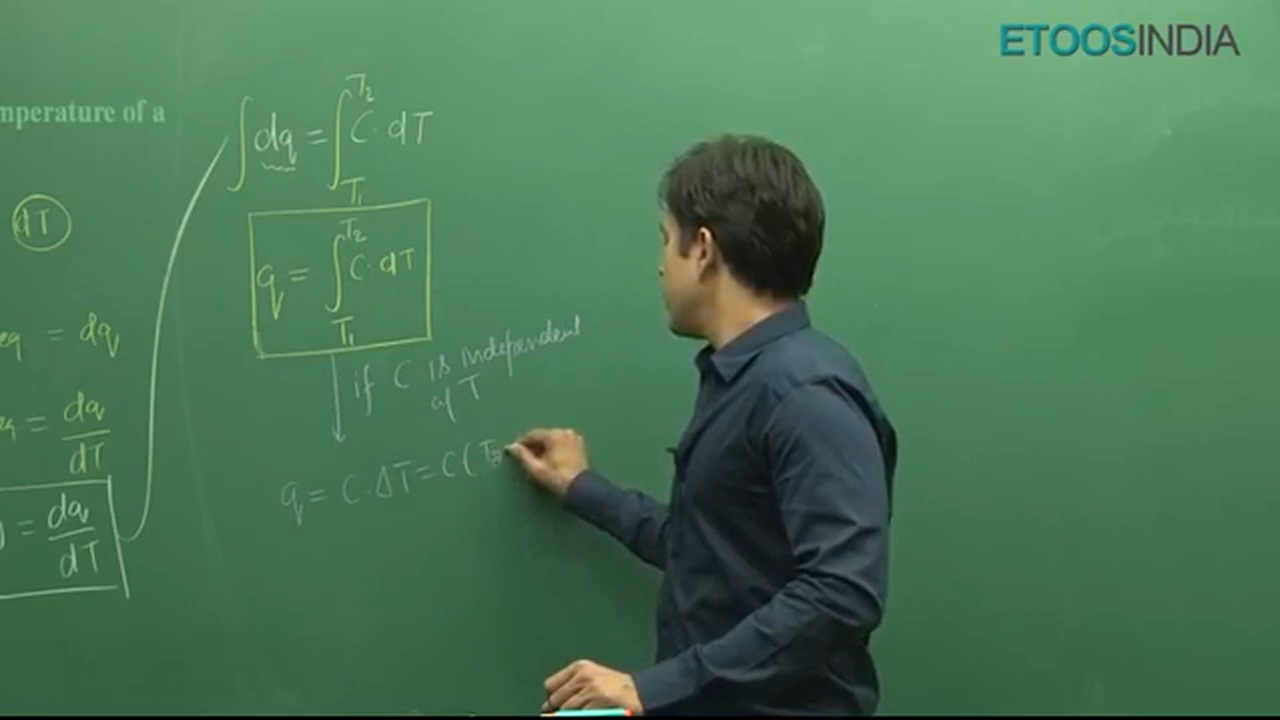 ETOOSINDIA
mperature of a
dT
eq = dq
eq = dq/dT
) = dq/dT
∫dq = ∫_{T₁}^{T₂} C·dT
q = ∫_{T₁}^{T₂} C·dT
if C is independent
of T
q = C·ΔT = C(T₂